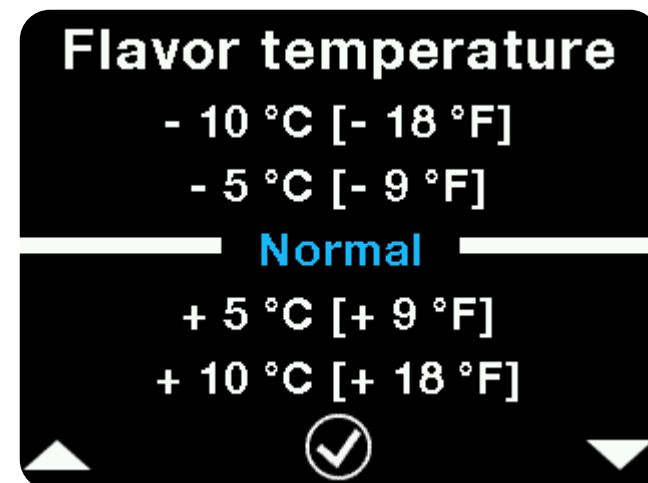 Flavor temperature
- 10 °C [- 18 °F]
- 5 °C [- 9 °F]
Normal
+ 5 °C [+ 9 °F]
+ 10 °C [+ 18 °F]